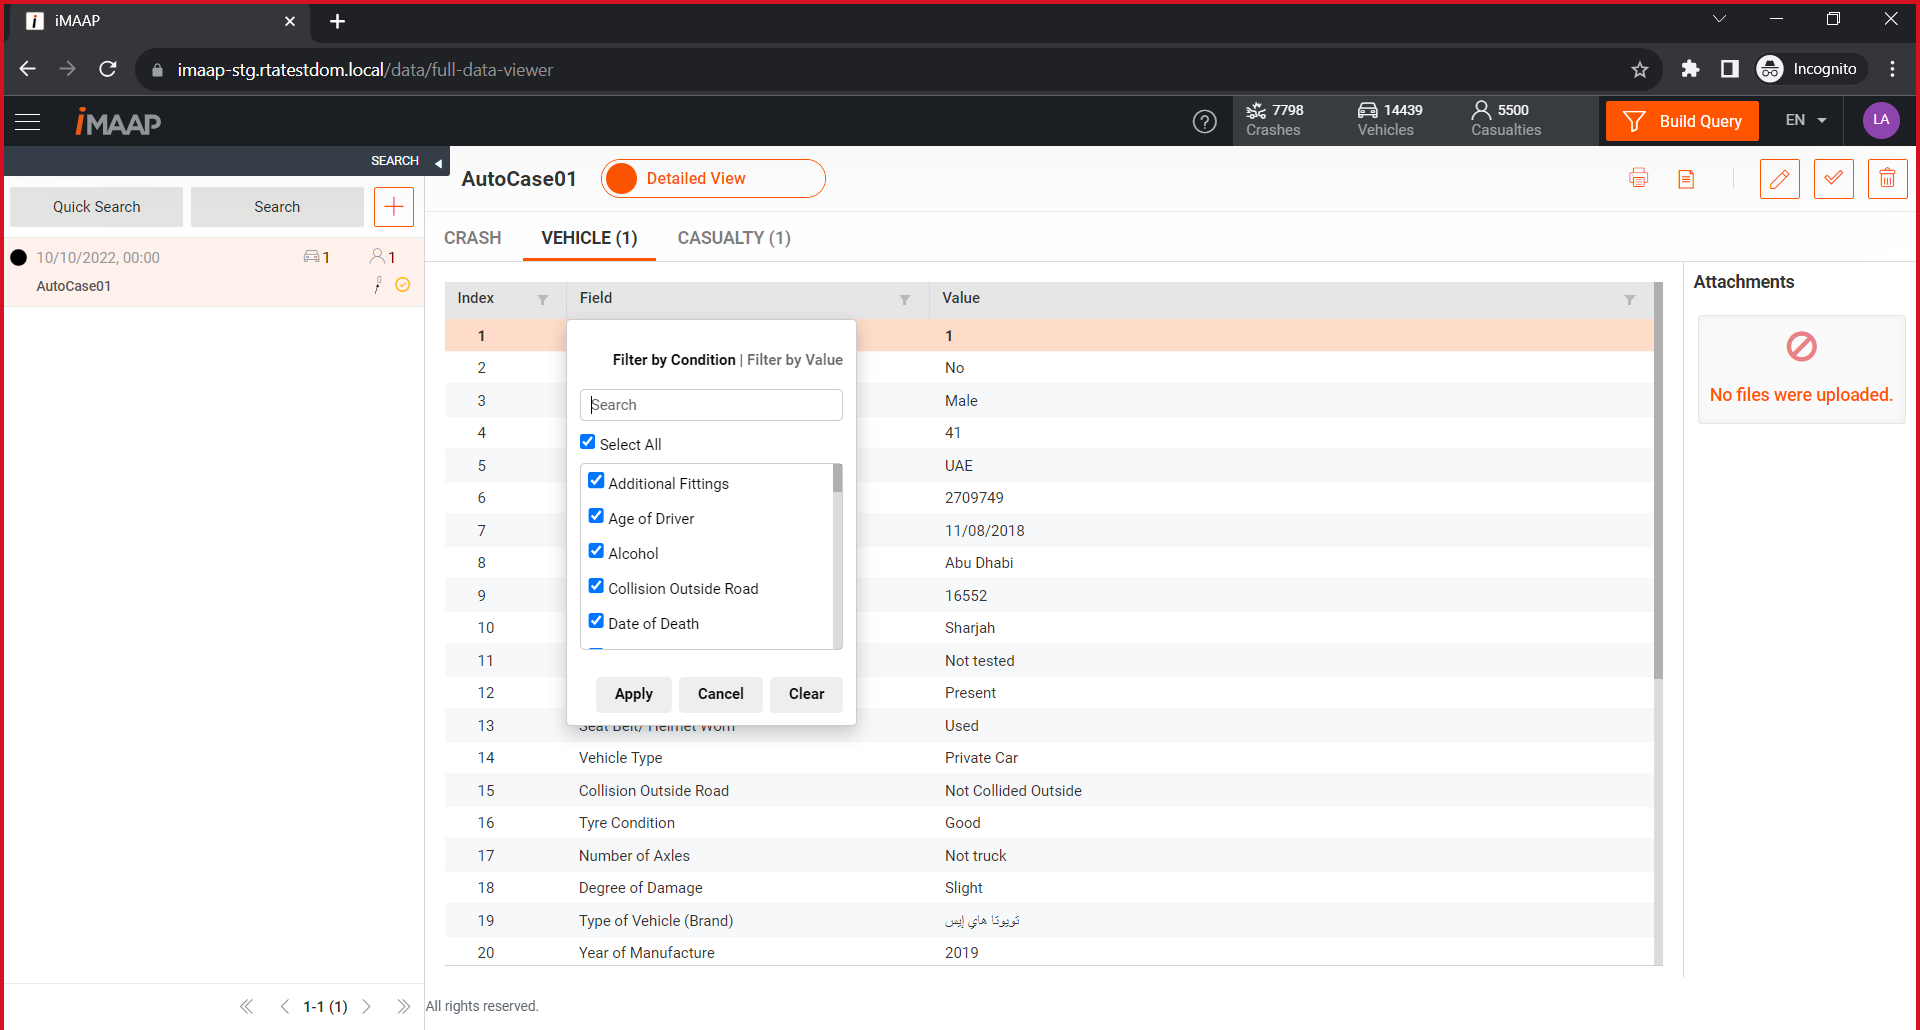 iMAAP
imaap-stg.rtatestdom.local/data/full-data-viewer
Incognito
iMAAP
7798
Crashes
14439
Vehicles
5500
Casualties
Build Query
EN
LA
SEARCH
Quick Search
Search
10/10/2022, 00:00
1
1
AutoCase01
AutoCase01
Detailed View
CRASH
VEHICLE (1)
CASUALTY (1)
Index
Field
Value
Filter by Condition | Filter by Value
Search
Select All
Additional Fittings
Age of Driver
Alcohol
Collision Outside Road
Date of Death
Apply
Cancel
Clear
1 1
2 No
3 Male
4 41
5 UAE
6 2709749
7 11/08/2018
8 Abu Dhabi
9 16552
10 Sharjah
11 Not tested
12 Present
13 Seat Belt/ Helmet Worn Used
14 Vehicle Type Private Car
15 Collision Outside Road Not Collided Outside
16 Tyre Condition Good
17 Number of Axles Not truck
18 Degree of Damage Slight
19 Type of Vehicle (Brand) تويوتا هاي إيس
20 Year of Manufacture 2019
Attachments
No files were uploaded.
1-1 (1)
All rights reserved.